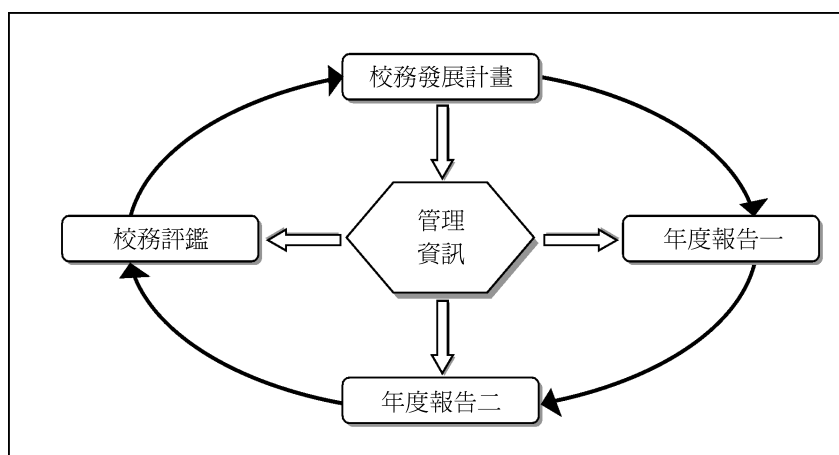 校務發展計畫
管理
資訊
校務評鑑
年度報告一
年度報告二